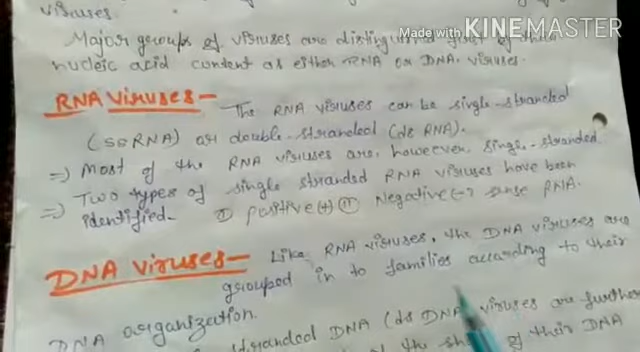 viruses.
Made with KINEMASTER
Major groups of viruses are distinguished first by their
nucleic acid content as either RNA or DNA. viruses.
RNA Viruses - The RNA viruses can be single-stranded
(ssRNA) or double-stranded (ds RNA).
=> Most of the RNA viruses are, however, single-stranded
=> Two types of single stranded RNA viruses have been
identified. (i) positive(+) (ii) Negative(-) sense RNA.
DNA Viruses - Like RNA viruses, the DNA viruses are
grouped in to families according to their
DNA organization.
stranded DNA (ds DNA viruses are further
of the DNA